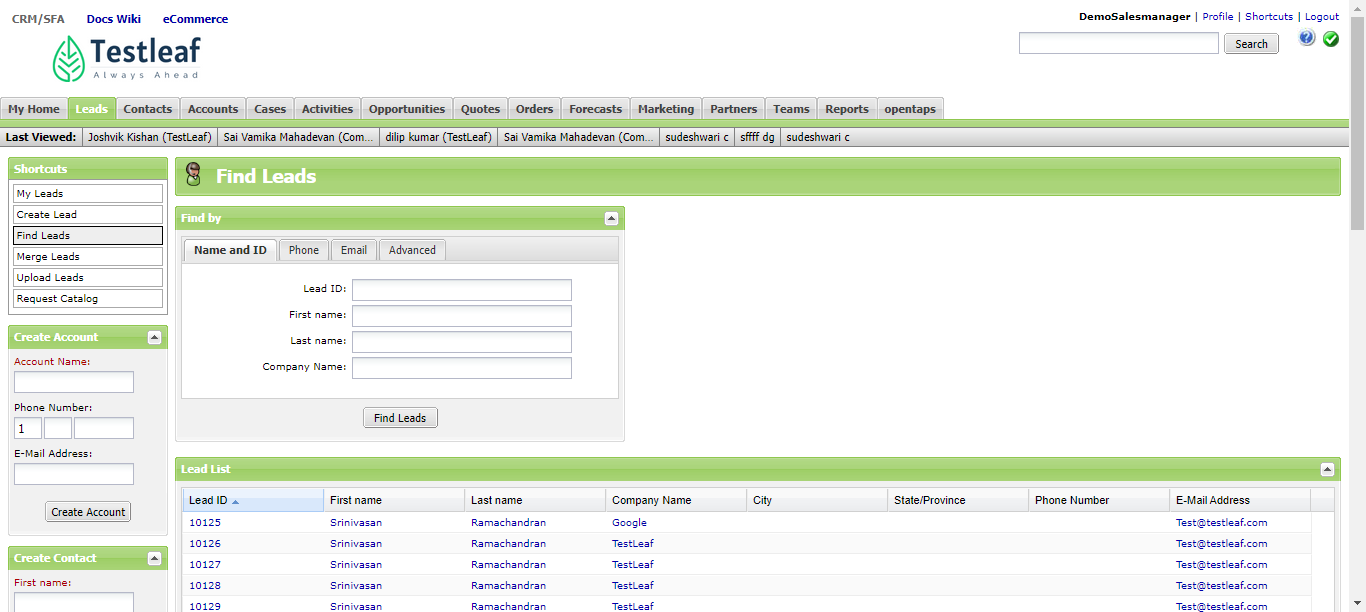 CRM/SFA Docs Wiki eCommerce
DemoSalesmanager | Profile | Shortcuts | Logout
Testleaf
Always Ahead
Search
?
My Home Leads Contacts Accounts Cases Activities Opportunities Quotes Orders Forecasts Marketing Partners Teams Reports opentaps
Last Viewed: Joshvik Kishan (TestLeaf) Sai Vamika Mahadevan (Com... dilip kumar (TestLeaf) Sai Vamika Mahadevan (Com... sudeshwari c sffff dg sudeshwari c
Shortcuts
My Leads
Create Lead
Find Leads
Merge Leads
Upload Leads
Request Catalog
Create Account
Account Name:
Phone Number:
1
E-Mail Address:
Create Account
Create Contact
First name:
Find Leads
Find by
Name and ID Phone Email Advanced
Lead ID:
First name:
Last name:
Company Name:
Find Leads
Lead List
Lead ID First name Last name Company Name City State/Province Phone Number E-Mail Address
10125 Srinivasan Ramachandran Google Test@testleaf.com
10126 Srinivasan Ramachandran TestLeaf Test@testleaf.com
10127 Srinivasan Ramachandran TestLeaf Test@testleaf.com
10128 Srinivasan Ramachandran TestLeaf Test@testleaf.com
10129 Srinivasan Ramachandran TestLeaf Test@testleaf.com